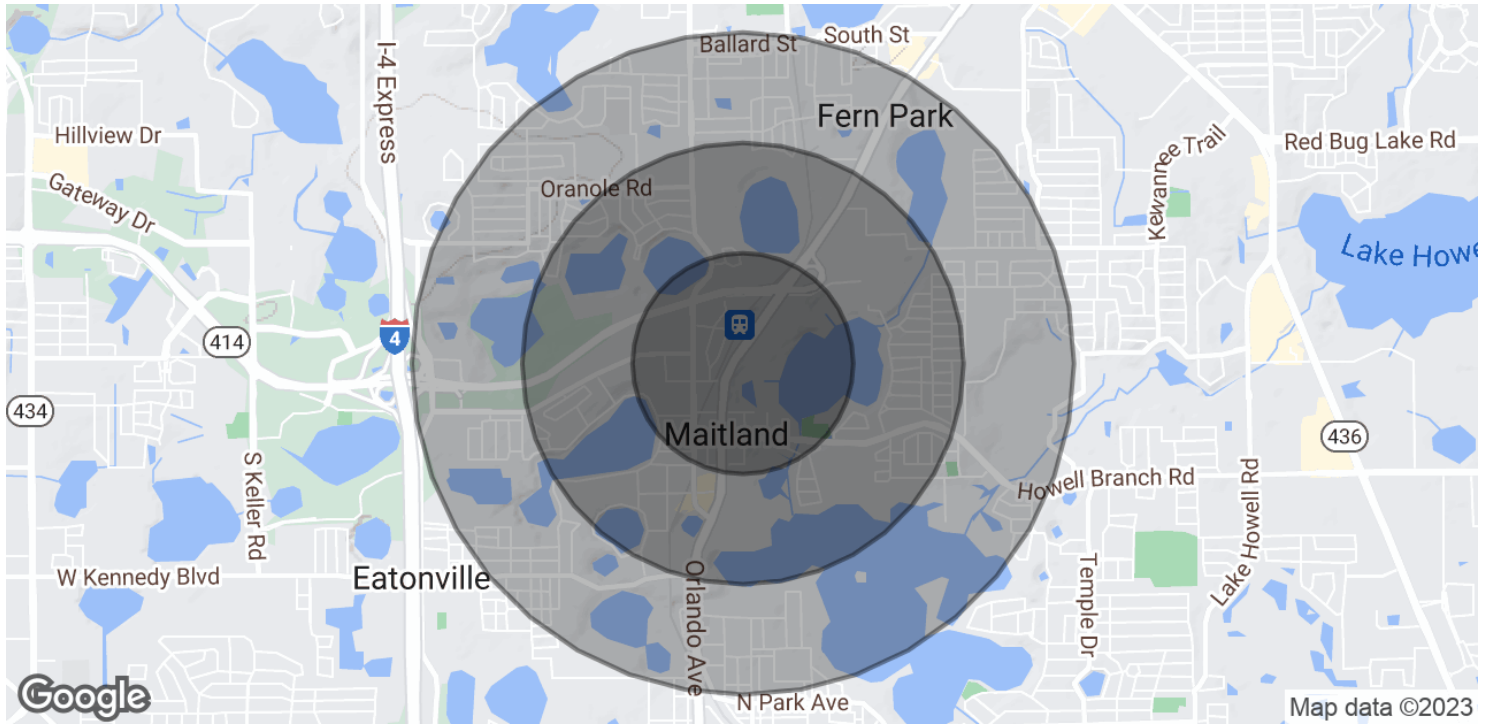 South St
Ballard St
I-4 Express
Fern Park
Hillview Dr
Red Bug Lake Rd
Kewannee Trail
Gateway Dr
Oranole Rd
Lake Howe
4
414
434
Maitland
436
S Keller Rd
Howell Branch Rd
Lake Howell Rd
W Kennedy Blvd
Eatonville
Orlando Ave
Temple Dr
N Park Ave
Google
Map data ©2023